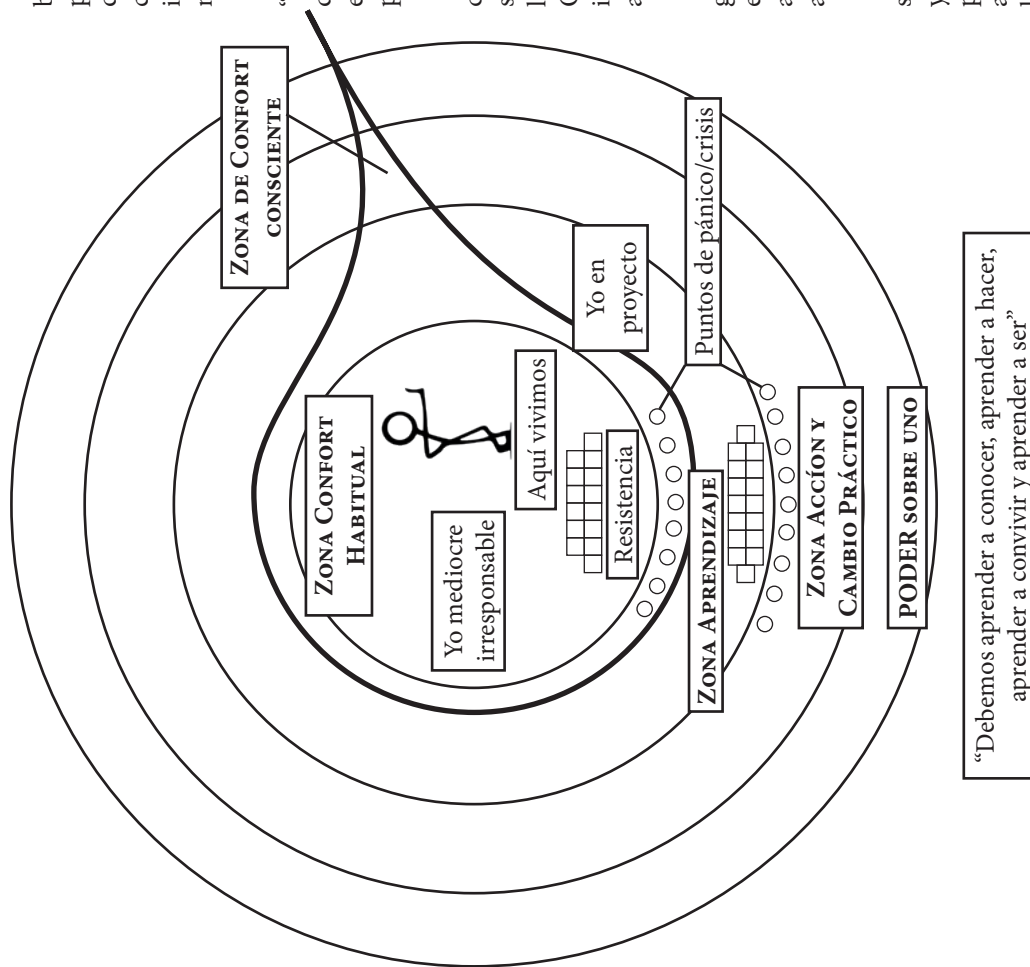 Zona de Confort
consciente
Zona Confort
Habitual
Yo mediocre
irresponsable
Aquí vivimos
Yo en
proyecto
Resistencia
Puntos de pánico/crisis
Zona Aprendizaje
Zona Accíon y
Cambio Práctico
PODER sobre uno
“Debemos aprender a conocer, aprender a hacer,
aprender a convivir y aprender a ser”